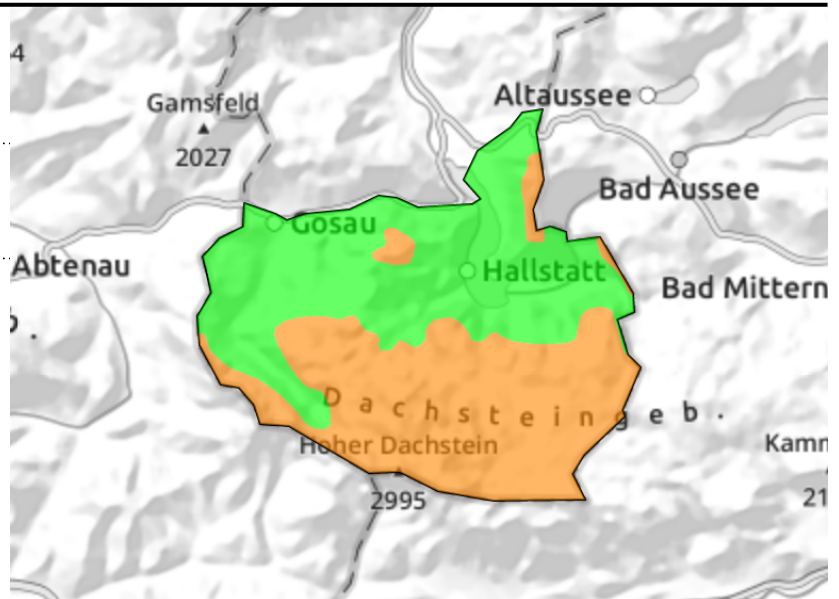 4
Gamsfeld
2027
Altaussee
Bad Aussee
Gosau
Abtenau
Hallstatt
Bad Mittern
.
Dachsteingeb.
Hoher Dachstein
2995
Kamm
21